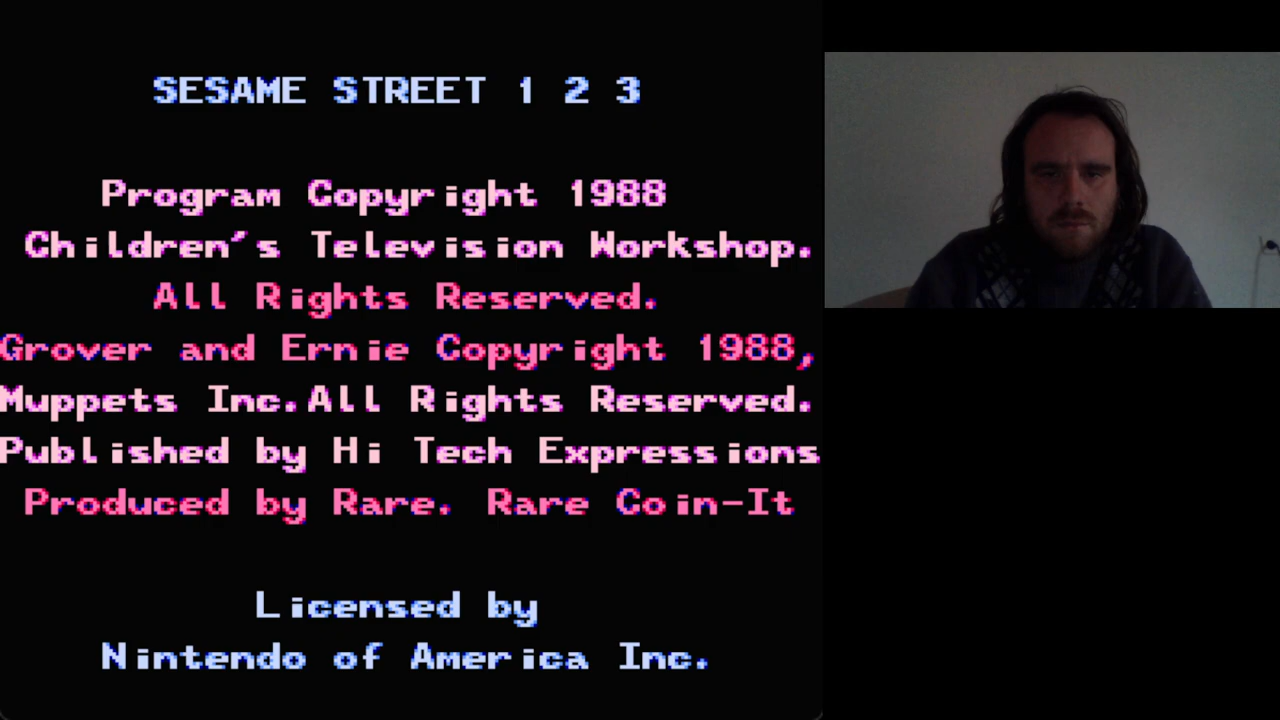 SESAME STREET 1 2 3
Program Copyright 1988
Children's Television Workshop.
All Rights Reserved.
Grover and Ernie Copyright 1988,
Muppets Inc.All Rights Reserved.
Published by Hi Tech Expressions
Produced by Rare. Rare Coin-It
Licensed by
Nintendo of America Inc.